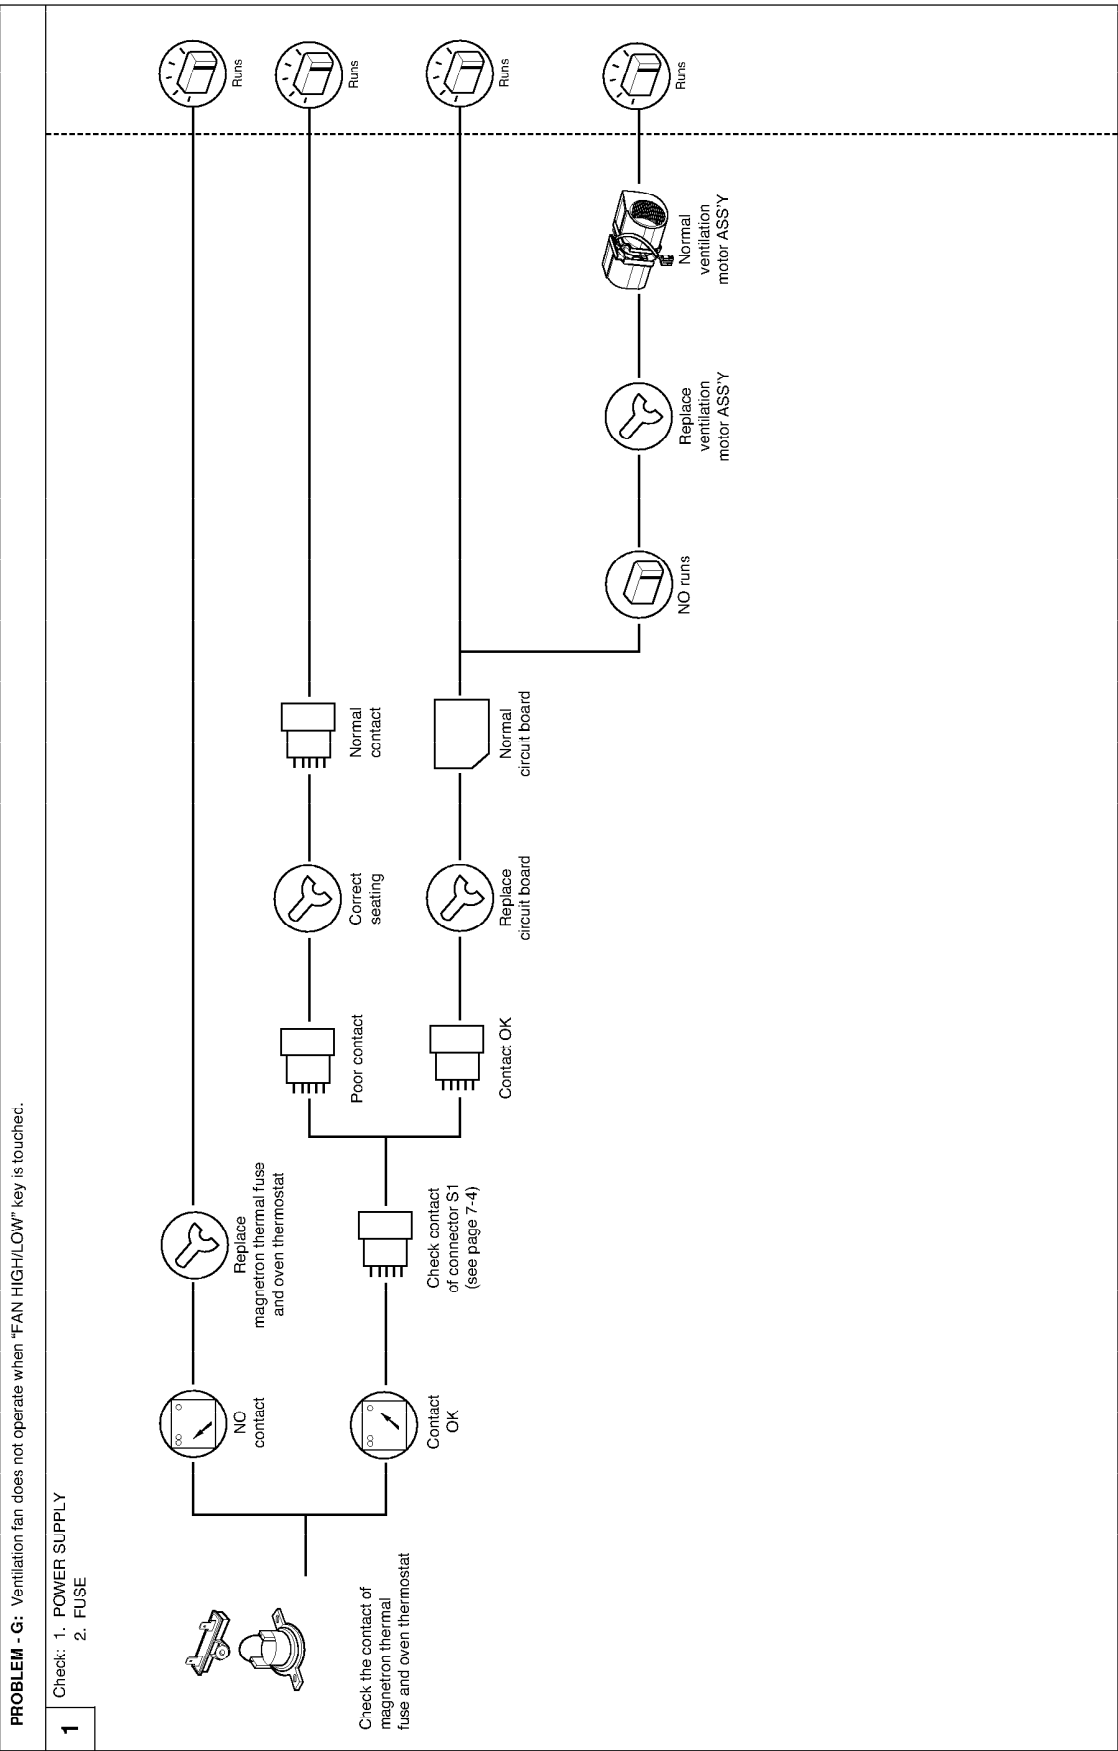 PROBLEM - G: Ventilation fan does not operate when "FAN HIGH/LOW" key is touched.
1
Check: 1. POWER SUPPLY
2. FUSE
Check the contact of
magnetron thermal
fuse and oven thermostat
NO
contact
Replace
magnetron thermal fuse
and oven thermostat
Runs
Contact
OK
Check contact
of connector S1
(see page 7-4)
Poor contact
Correct
seating
Normal
contact
Runs
Contact OK
Replace
circuit board
Normal
circuit board
Runs
NO runs
Replace
ventilation
motor ASS'Y
Normal
ventilation
motor ASS'Y
Runs